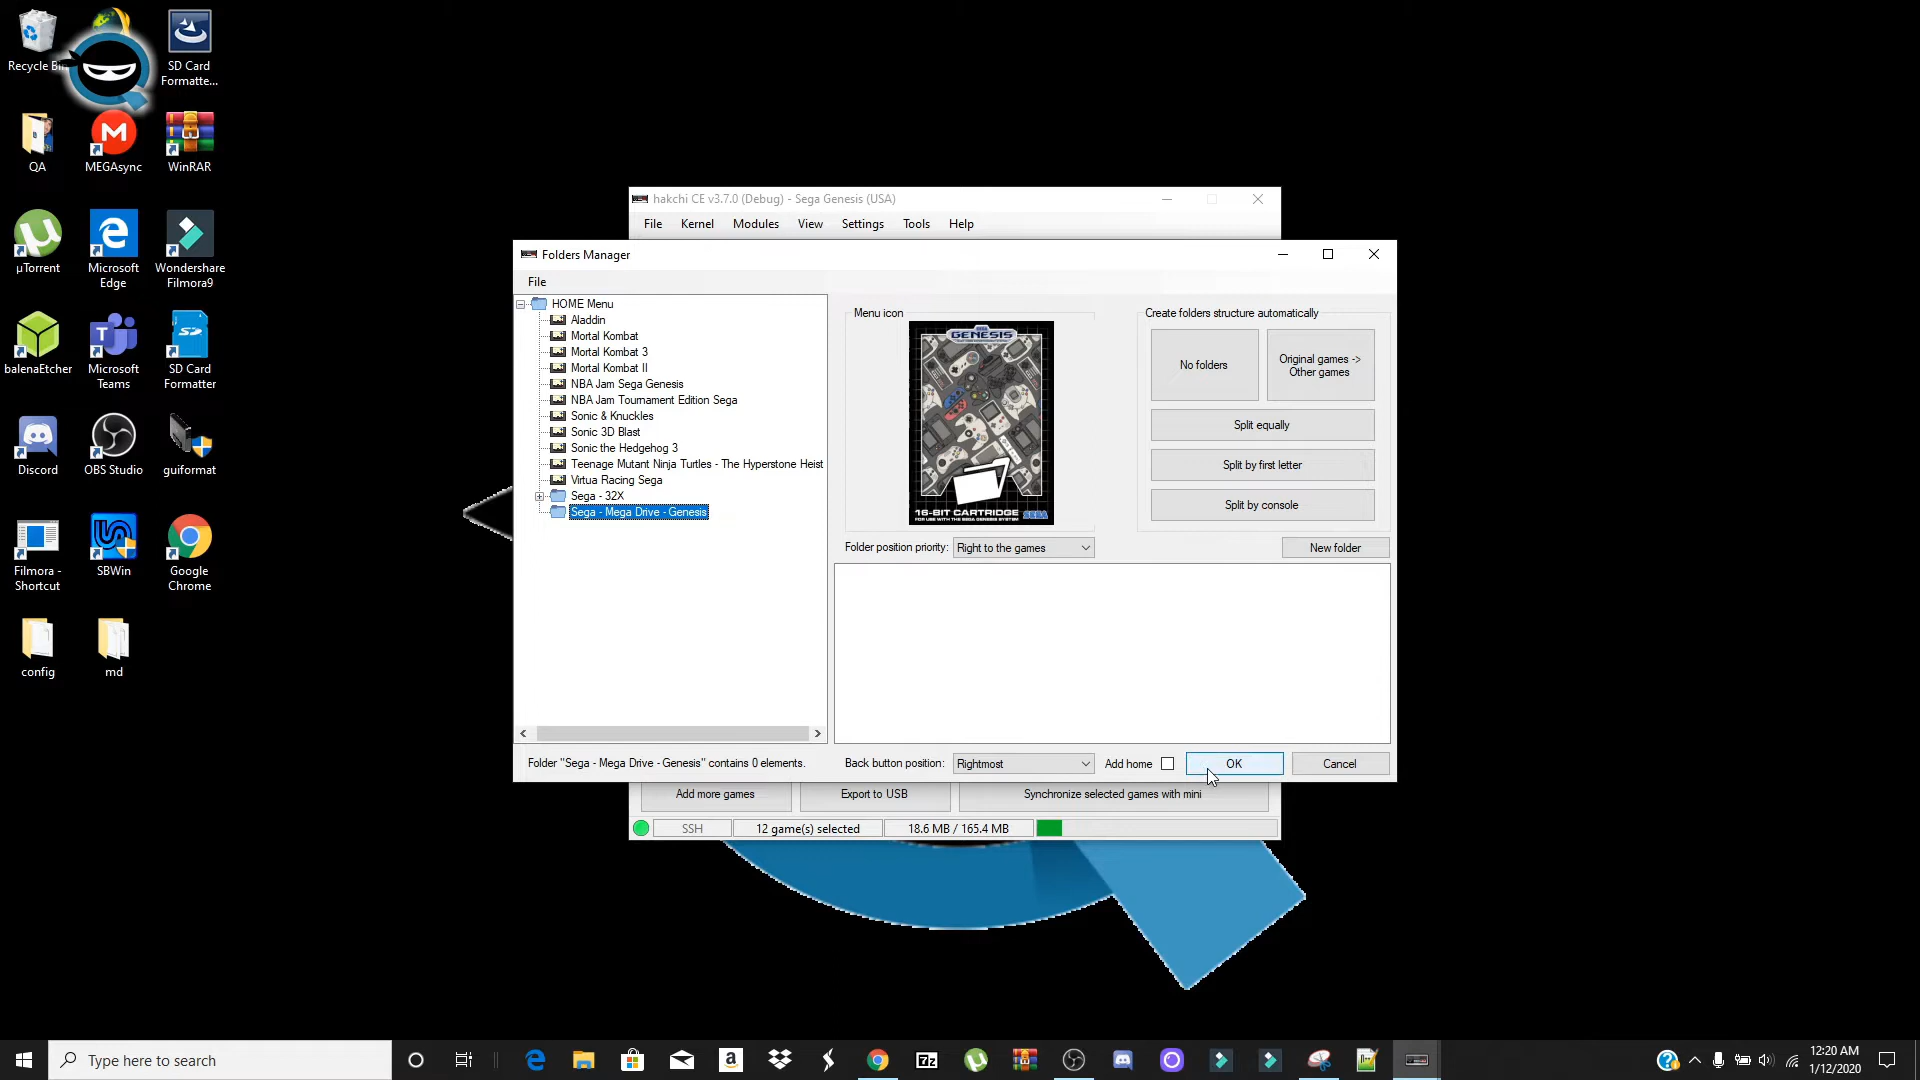 Recycle Bin
SD Card
Formatte...
QA
MEGAsync
WinRAR
µTorrent
Microsoft
Edge
Wondershare
Filmora9
balenaEtcher
Microsoft
Teams
SD Card
Formatter
Discord
OBS Studio
guiformat
Filmora -
Shortcut
SBWin
Google
Chrome
config
md
hakchi CE v3.7.0 (Debug) - Sega Genesis (USA)
File Kernel Modules View Settings Tools Help
Folders Manager
File
HOME Menu
Aladdin
Mortal Kombat
Mortal Kombat 3
Mortal Kombat II
NBA Jam Sega Genesis
NBA Jam Tournament Edition Sega
Sonic & Knuckles
Sonic 3D Blast
Sonic the Hedgehog 3
Teenage Mutant Ninja Turtles - The Hyperstone Heist
Virtua Racing Sega
Sega - 32X
Sega - Mega Drive - Genesis
Menu icon
GENESIS
16-BIT CARTRIDGE
FOR USE WITH THE SEGA GENESIS SYSTEM
SEGA
Create folders structure automatically
No folders
Original games ->
Other games
Split equally
Split by first letter
Split by console
Folder position priority: Right to the games
New folder
Folder "Sega - Mega Drive - Genesis" contains 0 elements.
Back button position: Rightmost
Add home
OK
Cancel
Add more games
Export to USB
Synchronize selected games with mini
SSH
12 game(s) selected
18.6 MB / 165.4 MB
Type here to search
12:20 AM
1/12/2020